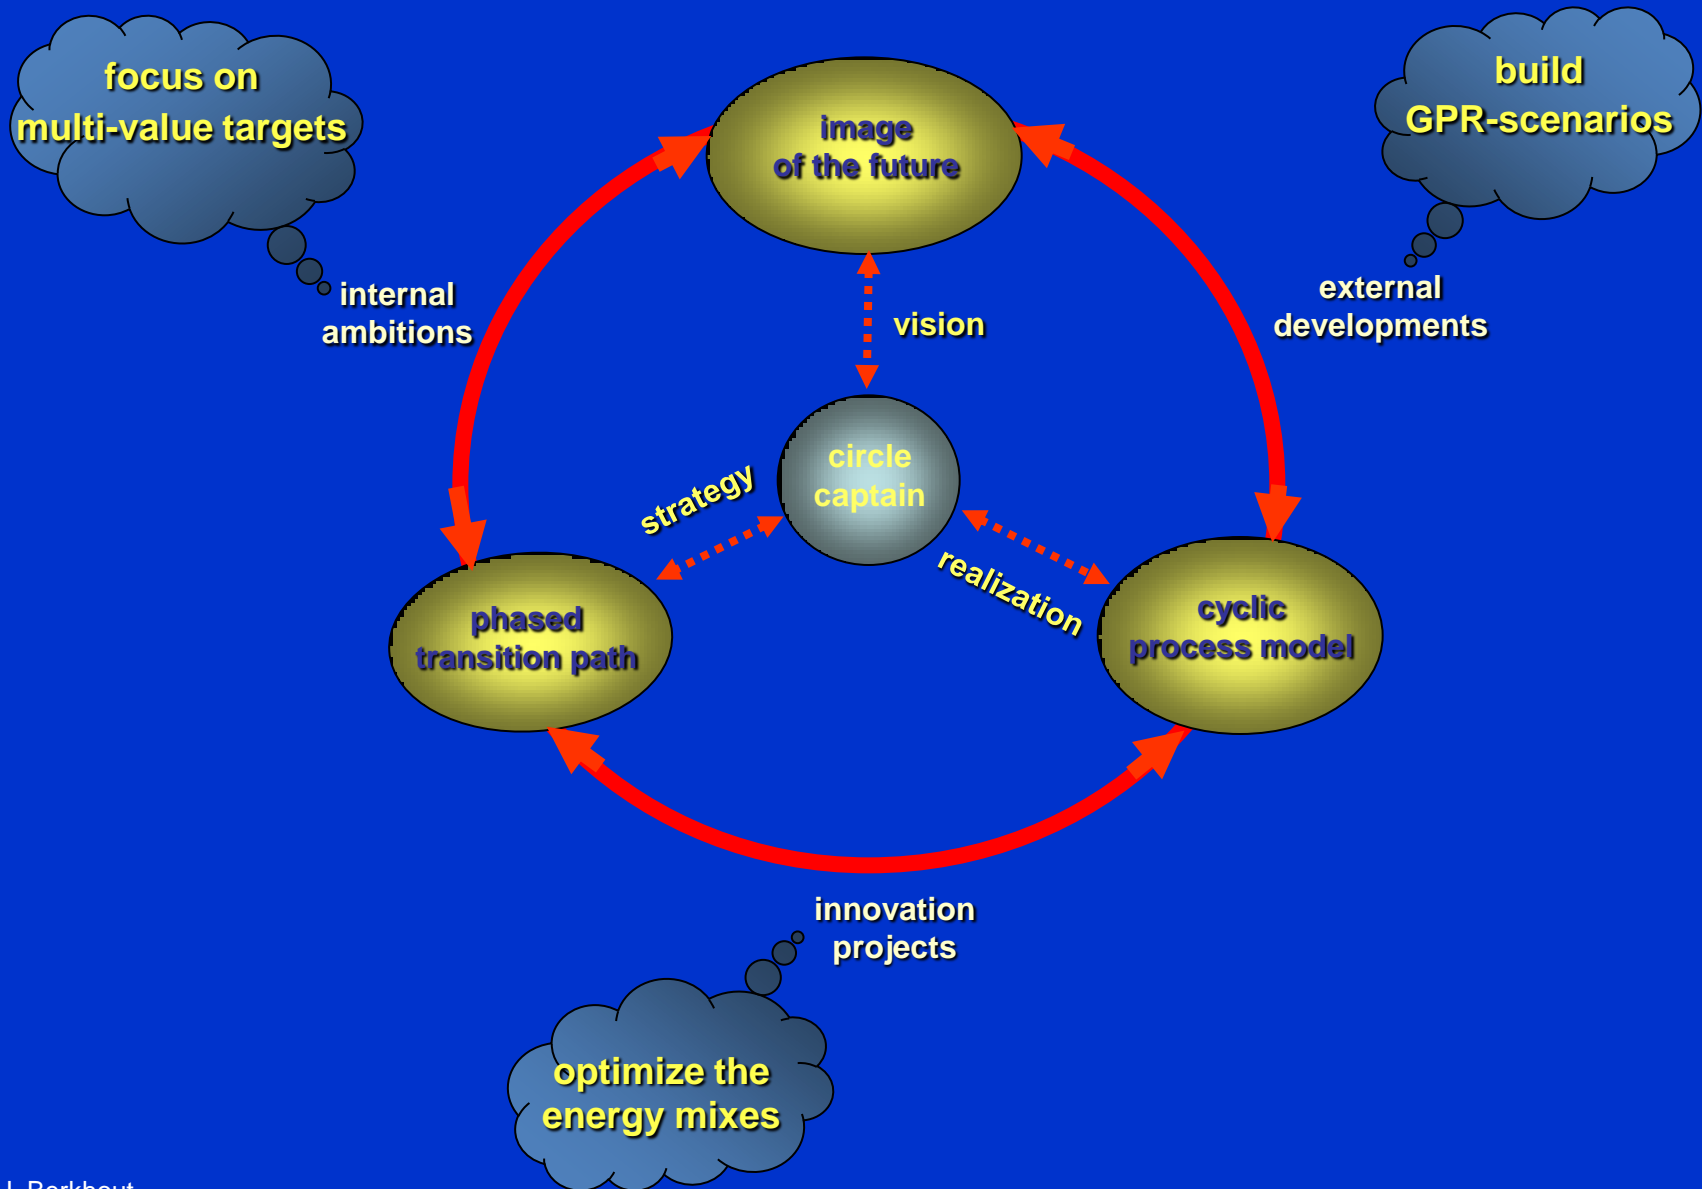 focus on
multi-value targets
build
GPR-scenarios
image
of the future
internal
ambitions
external
developments
vision
circle
captain
strategy
realization
phased
transition path
cyclic
process model
innovation
projects
optimize the
energy mixes